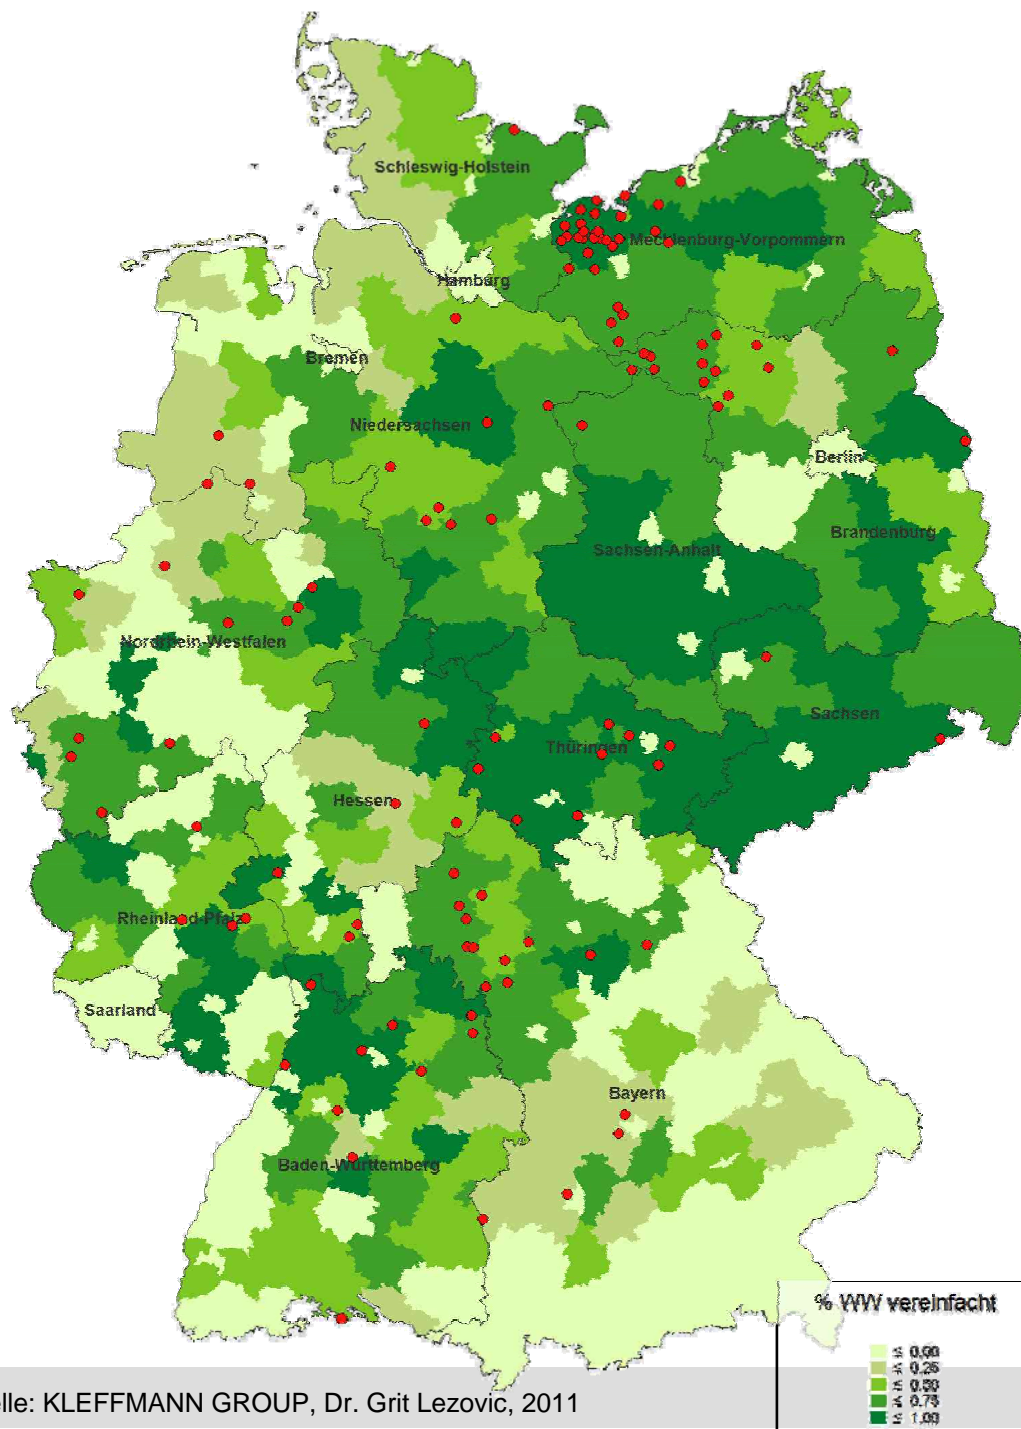 Schleswig-Holstein
Mecklenburg-Vorpommern
Hamburg
Bremen
Niedersachsen
Berlin
Brandenburg
Sachsen-Anhalt
Nordrhein-Westfalen
Sachsen
Thüringen
Hessen
Rheinland-Pfalz
Saarland
Bayern
Baden-Württemberg
% WW vereinfacht
≤ 0,00
≤ 0,25
≤ 0,50
≤ 0,75
≤ 1,00
elle: KLEFFMANN GROUP, Dr. Grit Lezovic, 2011